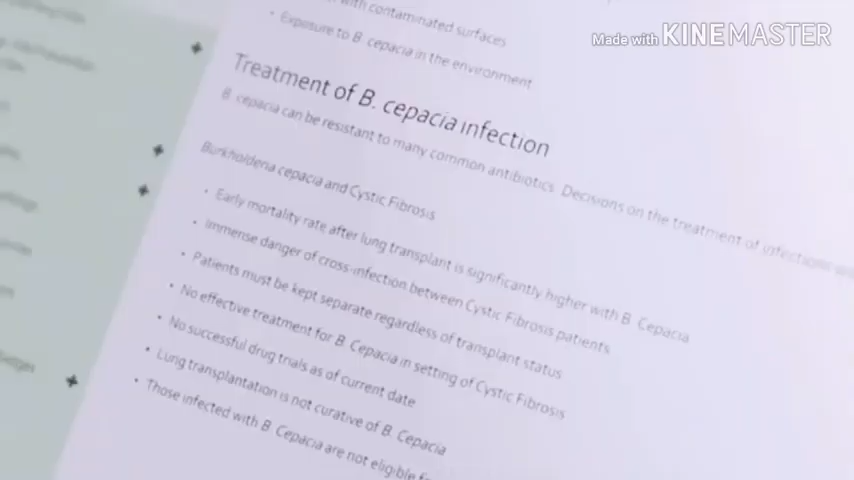 with contaminated surfaces
Made with KINEMASTER
• Exposure to B. cepacia in the environment
Treatment of B. cepacia infection
B. cepacia can be resistant to many common antibiotics. Decisions on the treatment of infections
Burkholderia cepacia and Cystic Fibrosis
• Early mortality rate after lung transplant is significantly higher with B. Cepacia
• Immense danger of cross-infection between Cystic Fibrosis patients
• Patients must be kept separate regardless of transplant status
• No effective treatment for B. Cepacia in setting of Cystic Fibrosis
• No successful drug trials as of current date
• Lung transplantation is not curative of B. Cepacia
• Those infected with B. Cepacia are not eligible